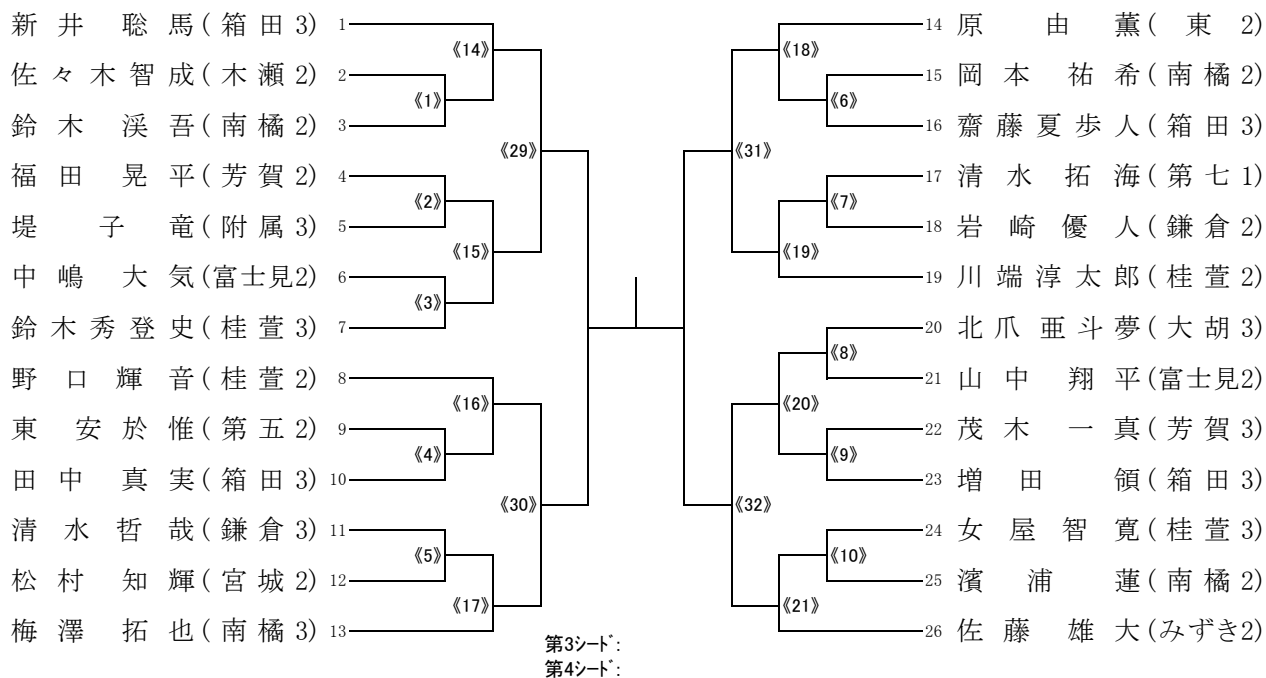 新井 聡馬(箱田3) 1
《14》
佐々木智成(木瀬2) 2
《1》
鈴木 渓吾(南橘2) 3
《29》
福田 晃平(芳賀2) 4
《2》
堤 子竜(附属3) 5
《15》
中嶋 大気(富士見2) 6
《3》
鈴木秀登史(桂萱3) 7
野口輝音(桂萱2) 8
《16》
東 安於惟(第五2) 9
《4》
田中 真実(箱田3) 10
《30》
清水哲哉(鎌倉3) 11
《5》
松村 知輝(宮城2) 12
《17》
梅澤 拓也(南橘3) 13
14 原 由薫(東2)
《18》
15 岡本 祐希(南橘2)
《6》
16 齋藤夏歩人(箱田3)
《31》
17 清水拓海(第七1)
《7》
18 岩崎優人(鎌倉2)
《19》
19 川端淳太郎(桂萱2)
20 北爪亜斗夢(大胡3)
《8》
21 山中 翔平(富士見2)
《20》
22 茂木 一真(芳賀3)
《9》
23 増田 領(箱田3)
《32》
24 女屋智寛(桂萱3)
《10》
25 濱浦 蓮(南橘2)
《21》
26 佐藤 雄大(みずき2)
第3シード:
第4シード: